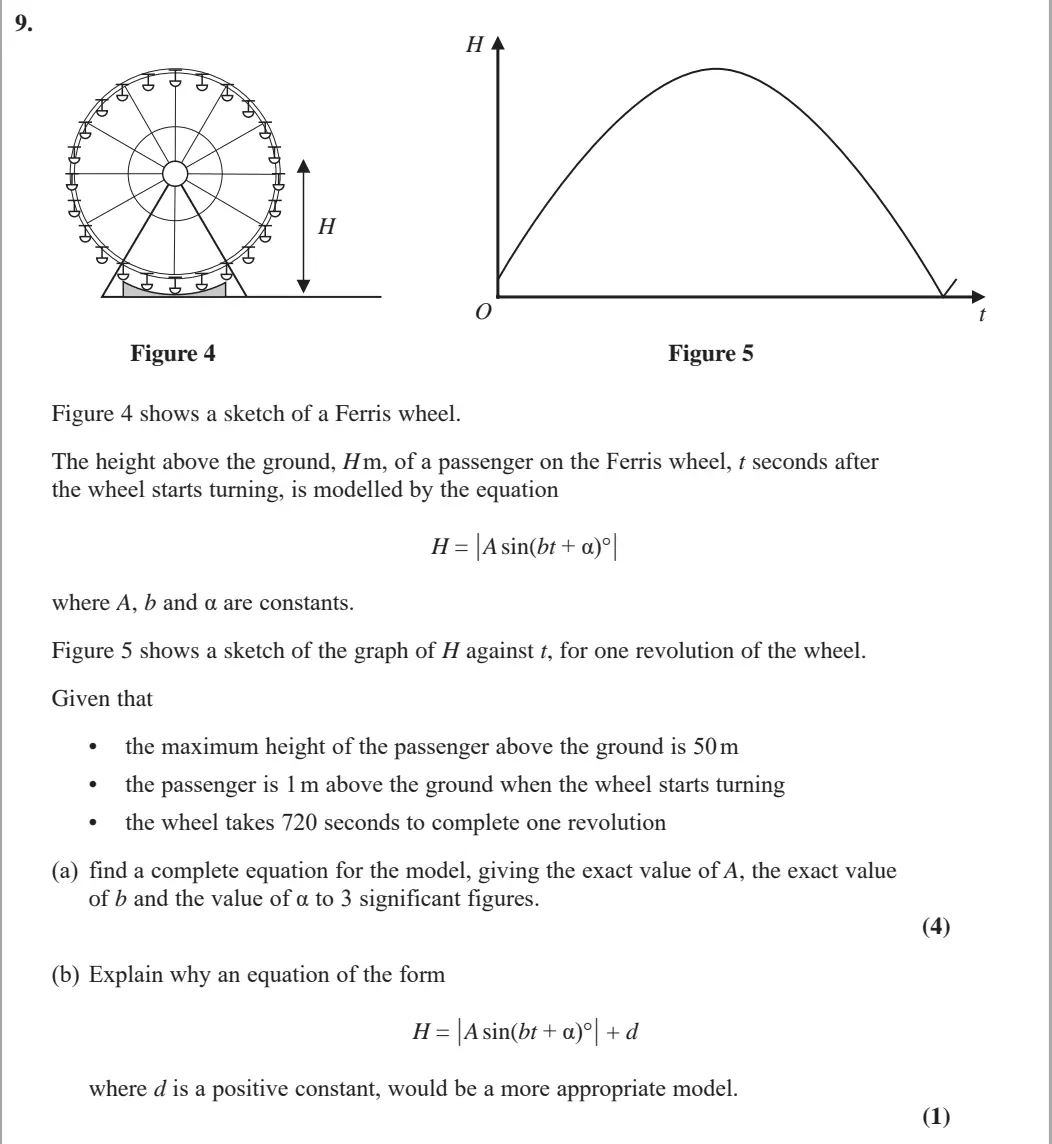 9.
H
H
O
t
Figure 4
Figure 5
Figure 4 shows a sketch of a Ferris wheel.
The height above the ground, H m, of a passenger on the Ferris wheel, t seconds after
the wheel starts turning, is modelled by the equation
H = |A sin(bt + α)°|
where A, b and α are constants.
Figure 5 shows a sketch of the graph of H against t, for one revolution of the wheel.
Given that
• the maximum height of the passenger above the ground is 50 m
• the passenger is 1 m above the ground when the wheel starts turning
• the wheel takes 720 seconds to complete one revolution
(a) find a complete equation for the model, giving the exact value of A, the exact value
of b and the value of α to 3 significant figures.
(4)
(b) Explain why an equation of the form
H = |A sin(bt + α)°| + d
where d is a positive constant, would be a more appropriate model.
(1)